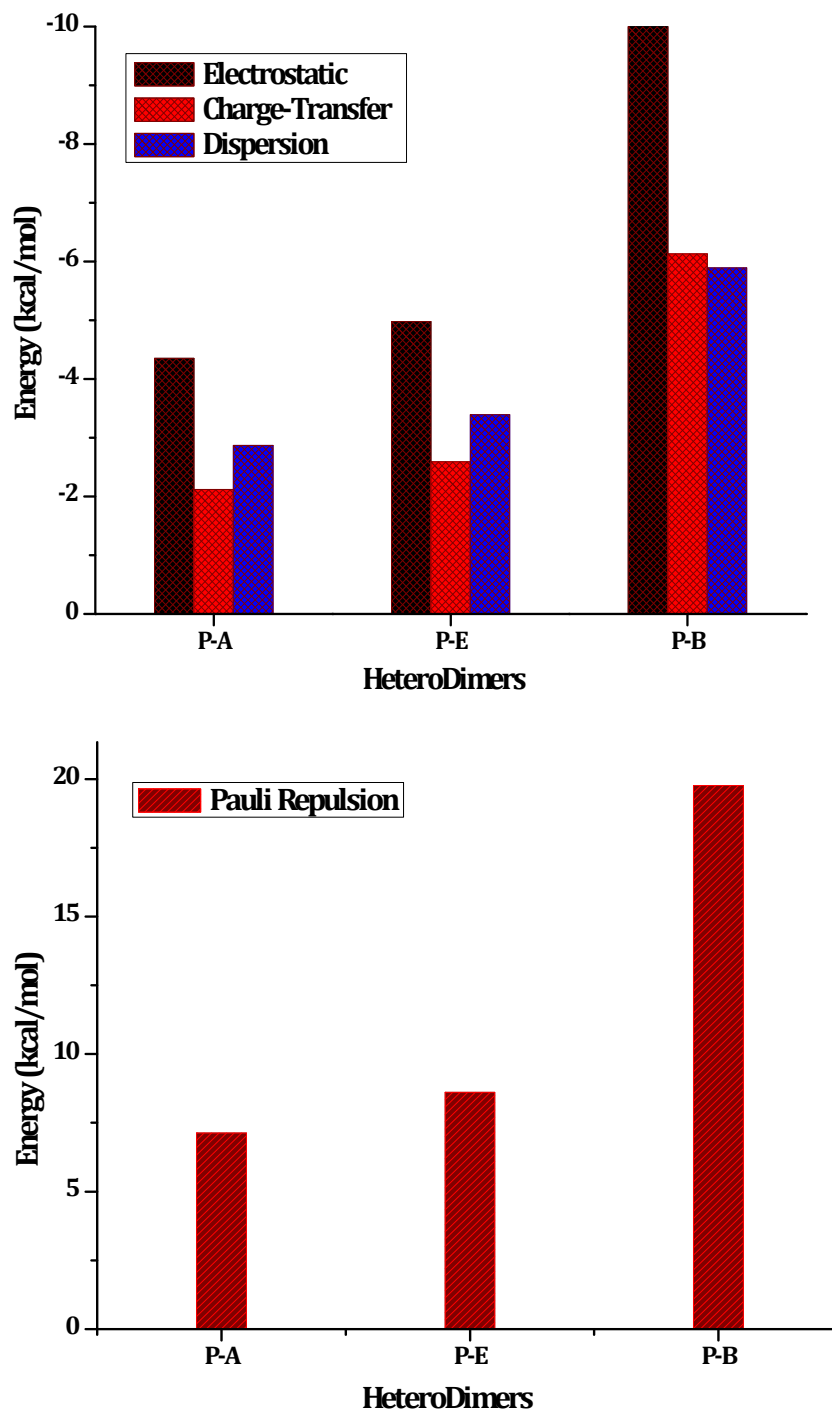 -10
Electrostatic
Charge-Transfer
Dispersion
-8
-6
-4
-2
0
Energy (kcal/mol)
P-A P-E P-B
HeteroDimers
20
Pauli Repulsion
15
10
5
0
Energy (kcal/mol)
P-A P-E P-B
HeteroDimers